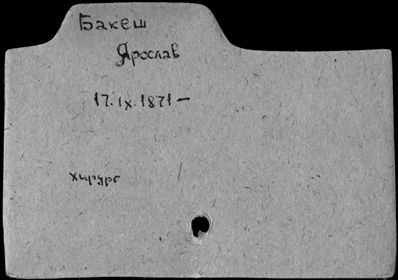 Бакеш
Ярослав
17.IX.1871 –
хирург